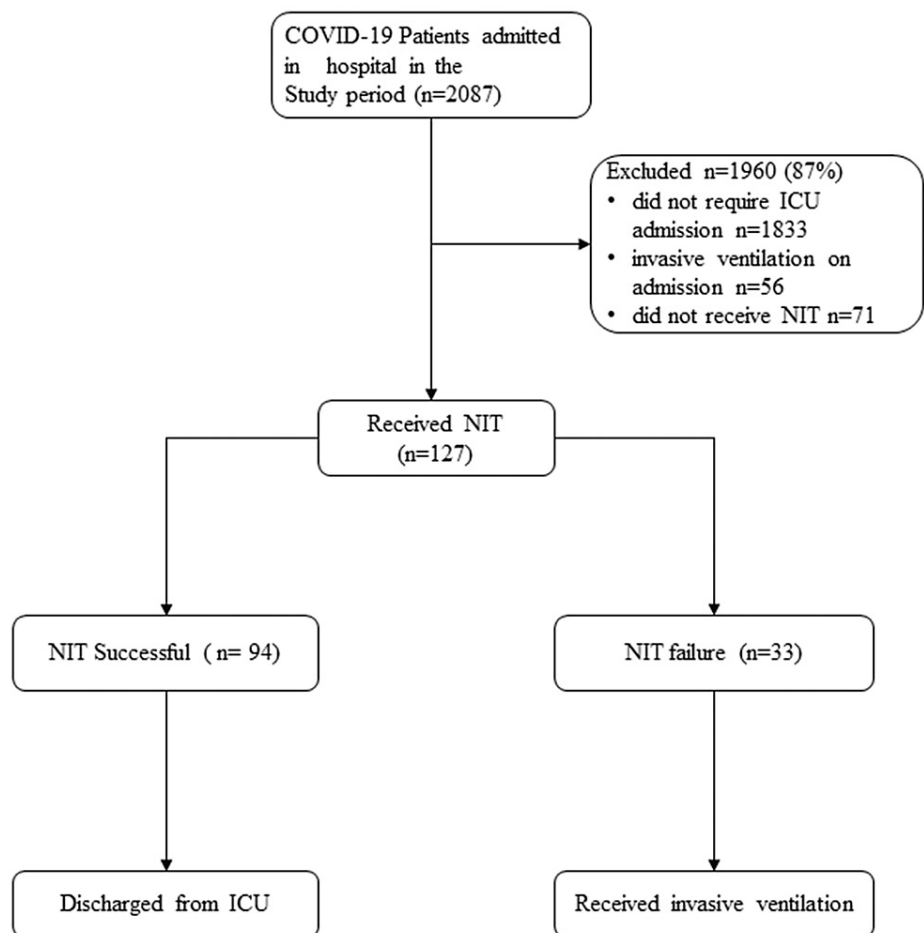 COVID-19 Patients admitted
in hospital in the
Study period (n=2087)
Excluded n=1960 (87%)
• did not require ICU
admission n=1833
• invasive ventilation on
admission n=56
• did not receive NIT n=71
Received NIT
(n=127)
NIT Successful ( n= 94)
NIT failure (n=33)
Discharged from ICU
Received invasive ventilation